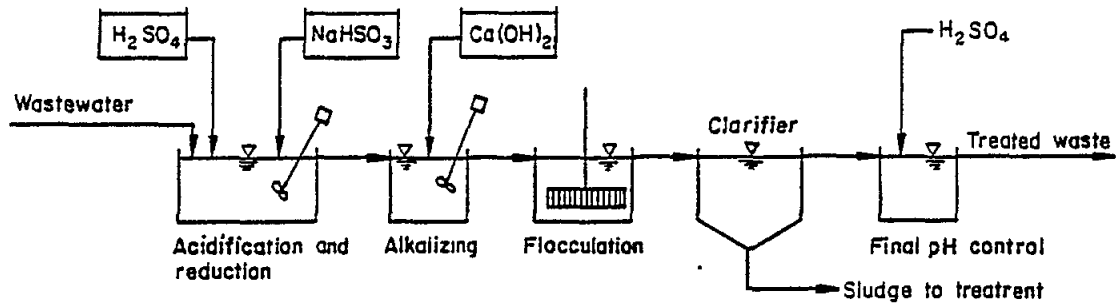 H2SO4
NaHSO3
Ca(OH)2
H2SO4
Wastewater
Clarifier
Treated waste
Acidification and
reduction
Alkalizing
Flocculation
Final pH control
Sludge to treatrent